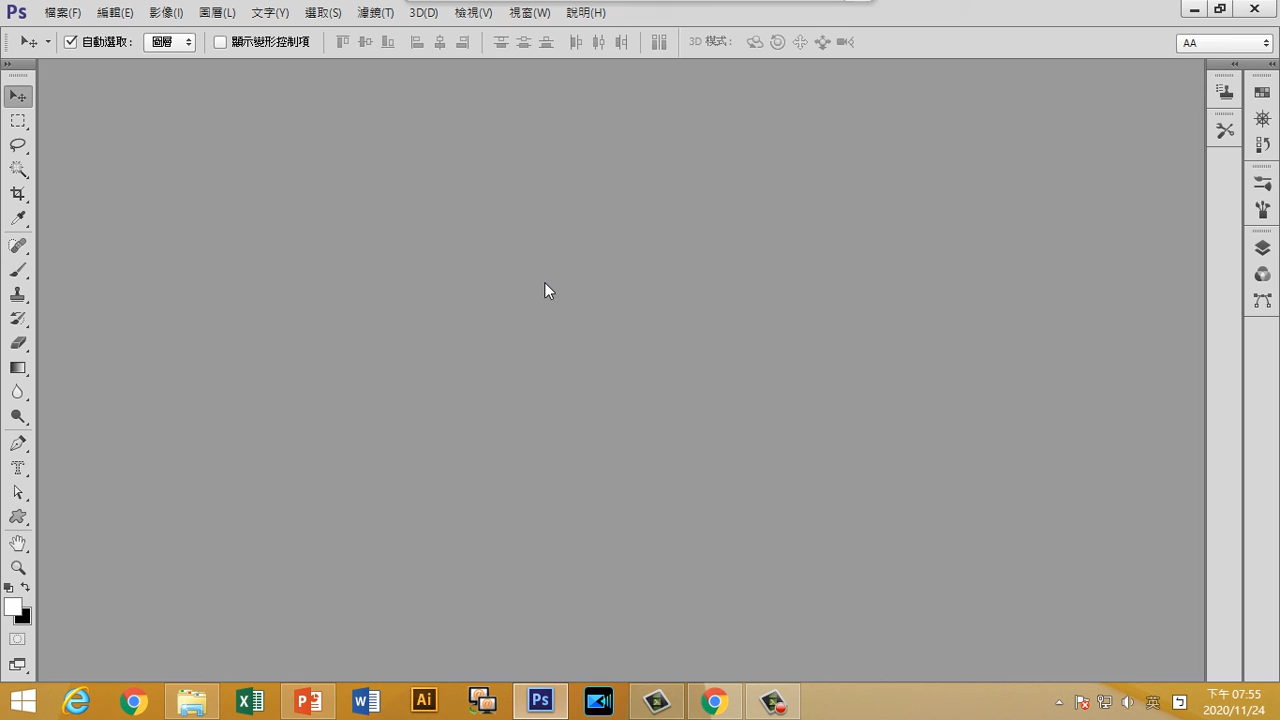 Ps 檔案(F) 編輯(E) 影像(I) 圖層(L) 文字(Y) 選取(S) 濾鏡(T) 3D(D) 檢視(V) 視窗(W) 說明(H)
自動選取： 圖層 顯示變形控制項 3D 模式： AA
Ai Ps 英 下午 07:55
2020/11/24